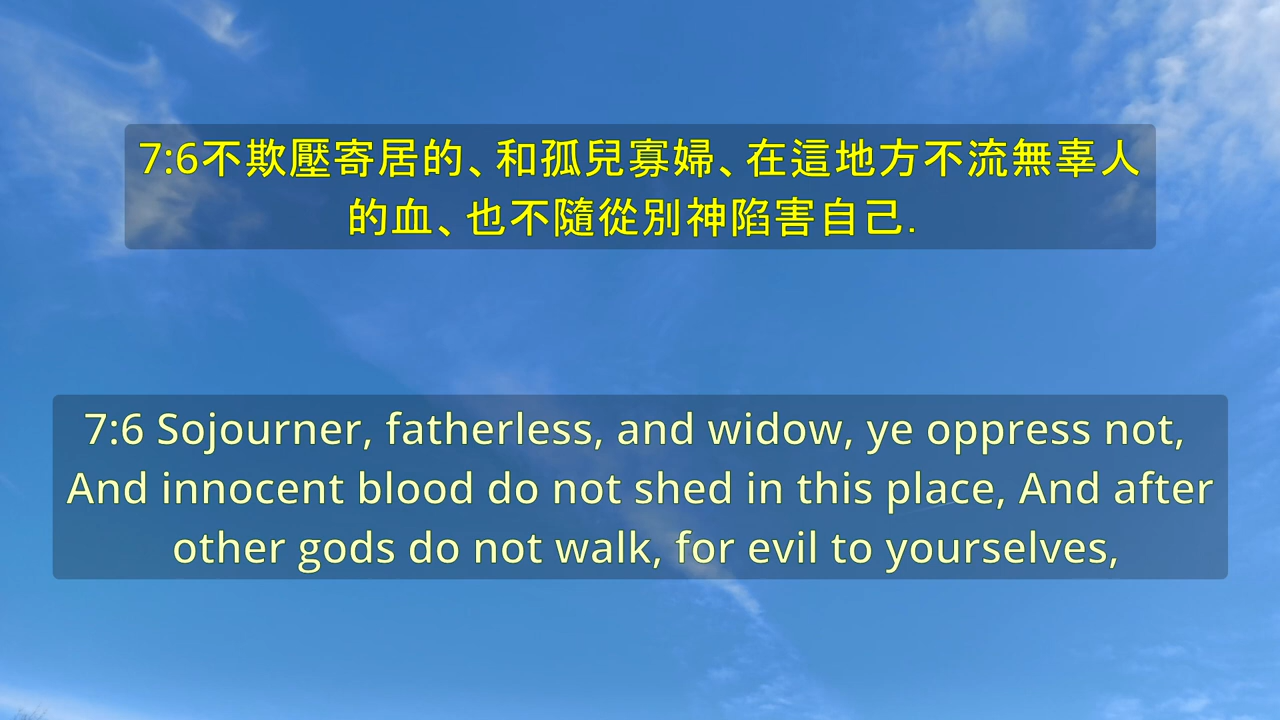 7:6不欺壓寄居的、和孤兒寡婦、在這地方不流無辜人
的血、也不隨從別神陷害自己.
7:6 Sojourner, fatherless, and widow, ye oppress not,
And innocent blood do not shed in this place, And after
other gods do not walk, for evil to yourselves,